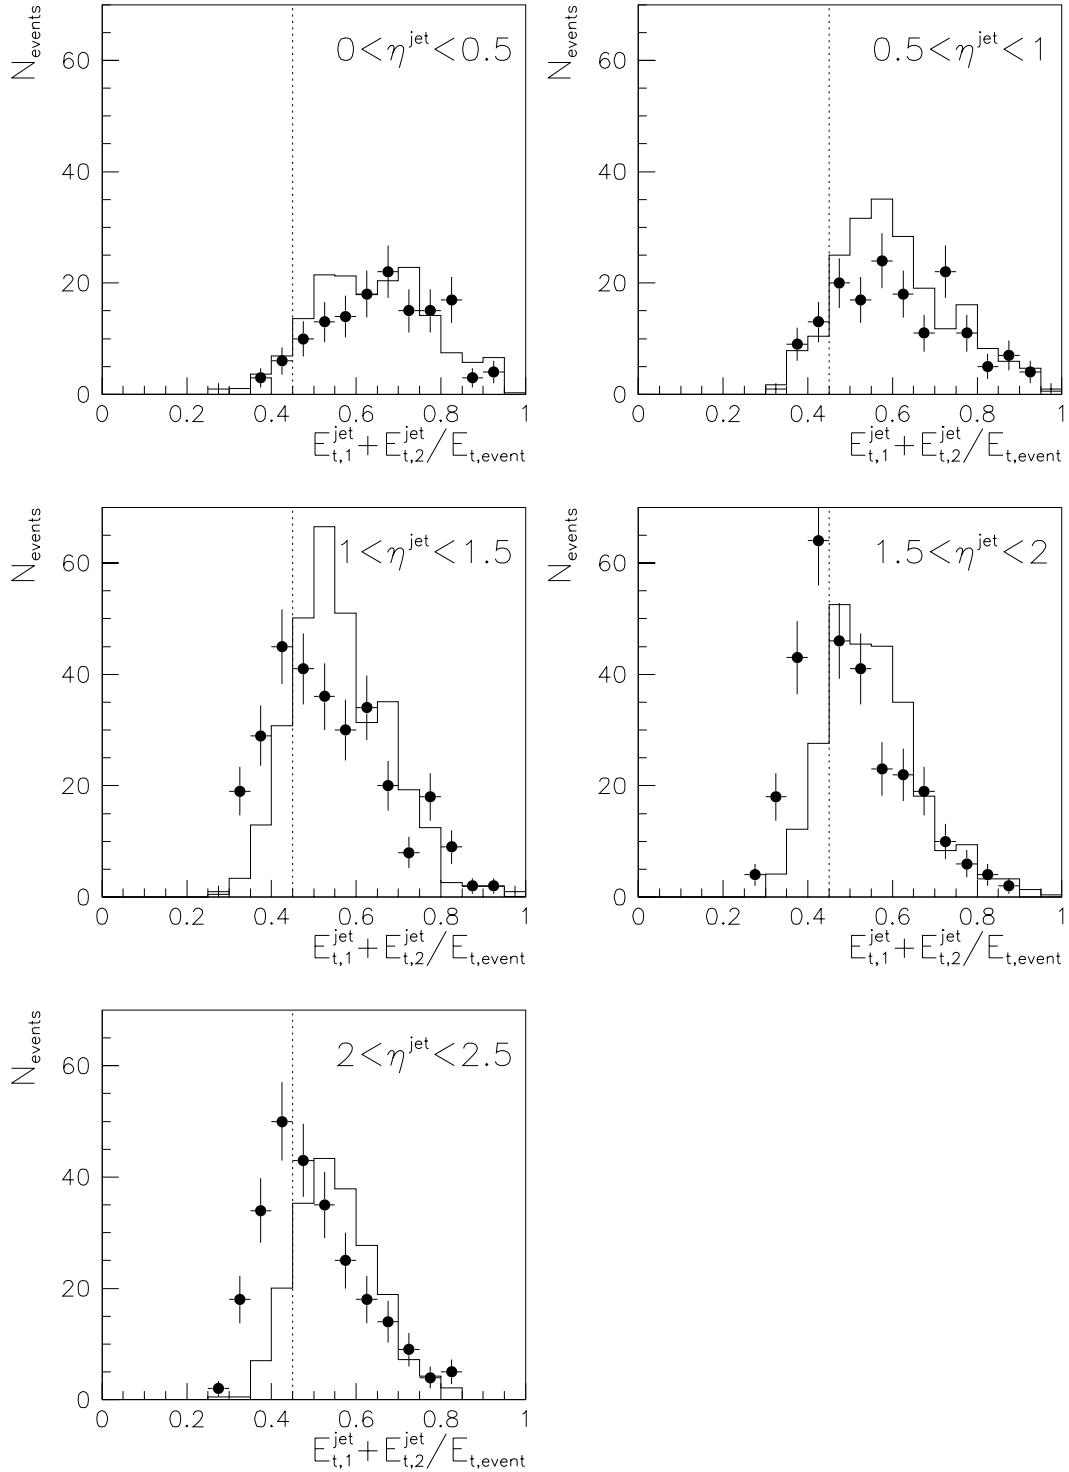 N_events
60
40
20
0
0<η^jet<0.5
0 0.2 0.4 0.6 0.8 1
E^jet_t,1 + E^jet_t,2 / E_t,event
N_events
60
40
20
0
0.5<η^jet<1
0 0.2 0.4 0.6 0.8 1
E^jet_t,1 + E^jet_t,2 / E_t,event
N_events
60
40
20
0
1<η^jet<1.5
0 0.2 0.4 0.6 0.8 1
E^jet_t,1 + E^jet_t,2 / E_t,event
N_events
60
40
20
0
1.5<η^jet<2
0 0.2 0.4 0.6 0.8 1
E^jet_t,1 + E^jet_t,2 / E_t,event
N_events
60
40
20
0
2<η^jet<2.5
0 0.2 0.4 0.6 0.8 1
E^jet_t,1 + E^jet_t,2 / E_t,event